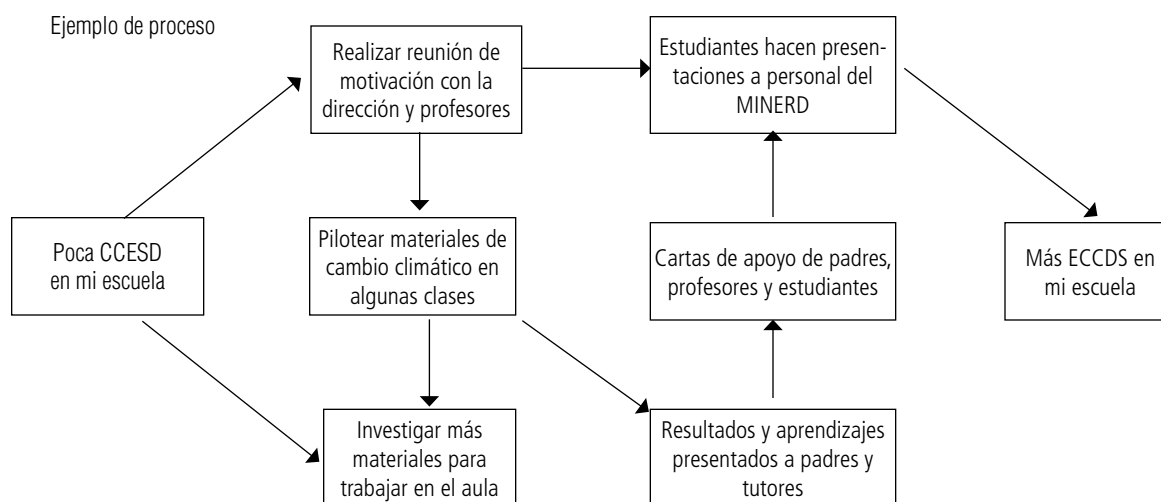 Ejemplo de proceso
Realizar reunión de
motivación con la
dirección y profesores
Estudiantes hacen presen-
taciones a personal del
MINERD
Poca CCESD
en mi escuela
Pilotear materiales de
cambio climático en
algunas clases
Cartas de apoyo de padres,
profesores y estudiantes
Más ECCDS en
mi escuela
Investigar más
materiales para
trabajar en el aula
Resultados y aprendizajes
presentados a padres y
tutores